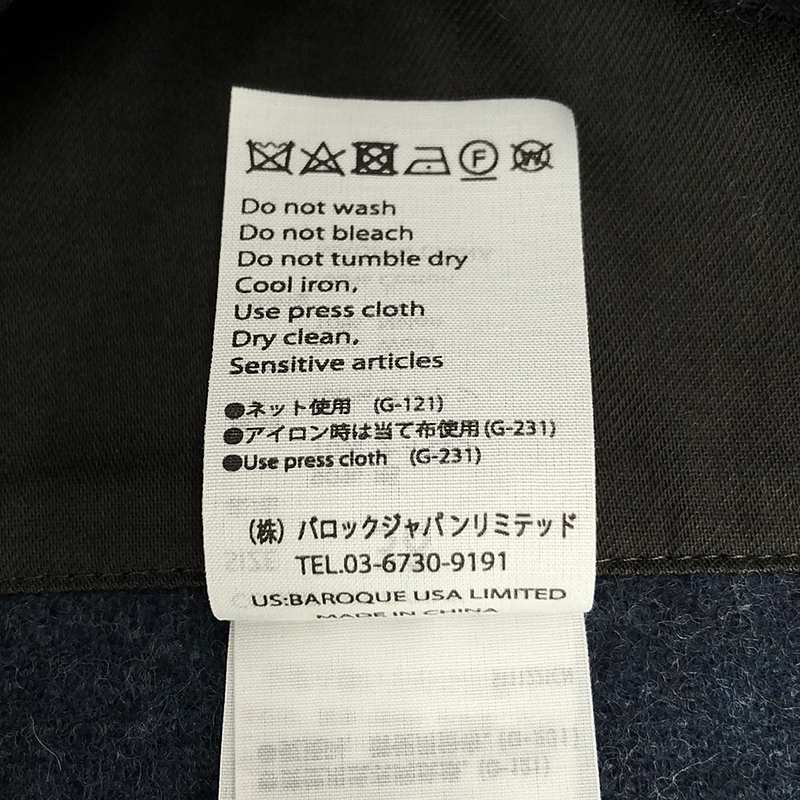 F W
Do not wash
Do not bleach
Do not tumble dry
Cool iron,
Use press cloth
Dry clean,
Sensitive articles
●ネット使用 (G-121)
●アイロン時は当て布使用 (G-231)
●Use press cloth (G-231)
(株) バロックジャパンリミテッド
TEL.03-6730-9191
US:BAROQUE USA LIMITED
MADE IN CHINA